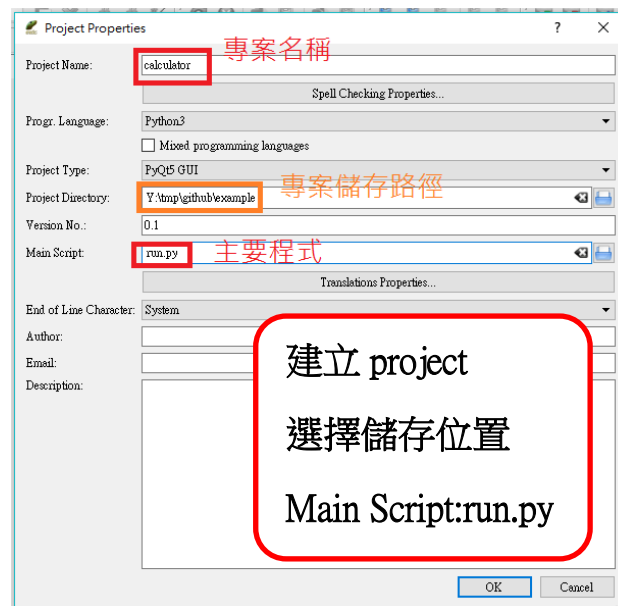 Project Properties
?
專案名稱
Project Name:
calculator
Spell Checking Properties...
Progr. Language:
Python3
Mixed programming languages
Project Type:
PyQt5 GUI
專案儲存路徑
Project Directory:
Y:\tmp\github\example
Version No.:
0.1
Main Script:
run.py
主要程式
Translations Properties...
End of Line Character:
System
Author:
Email:
Description:
建立 project
選擇儲存位置
Main Script:run.py
OK
Cancel